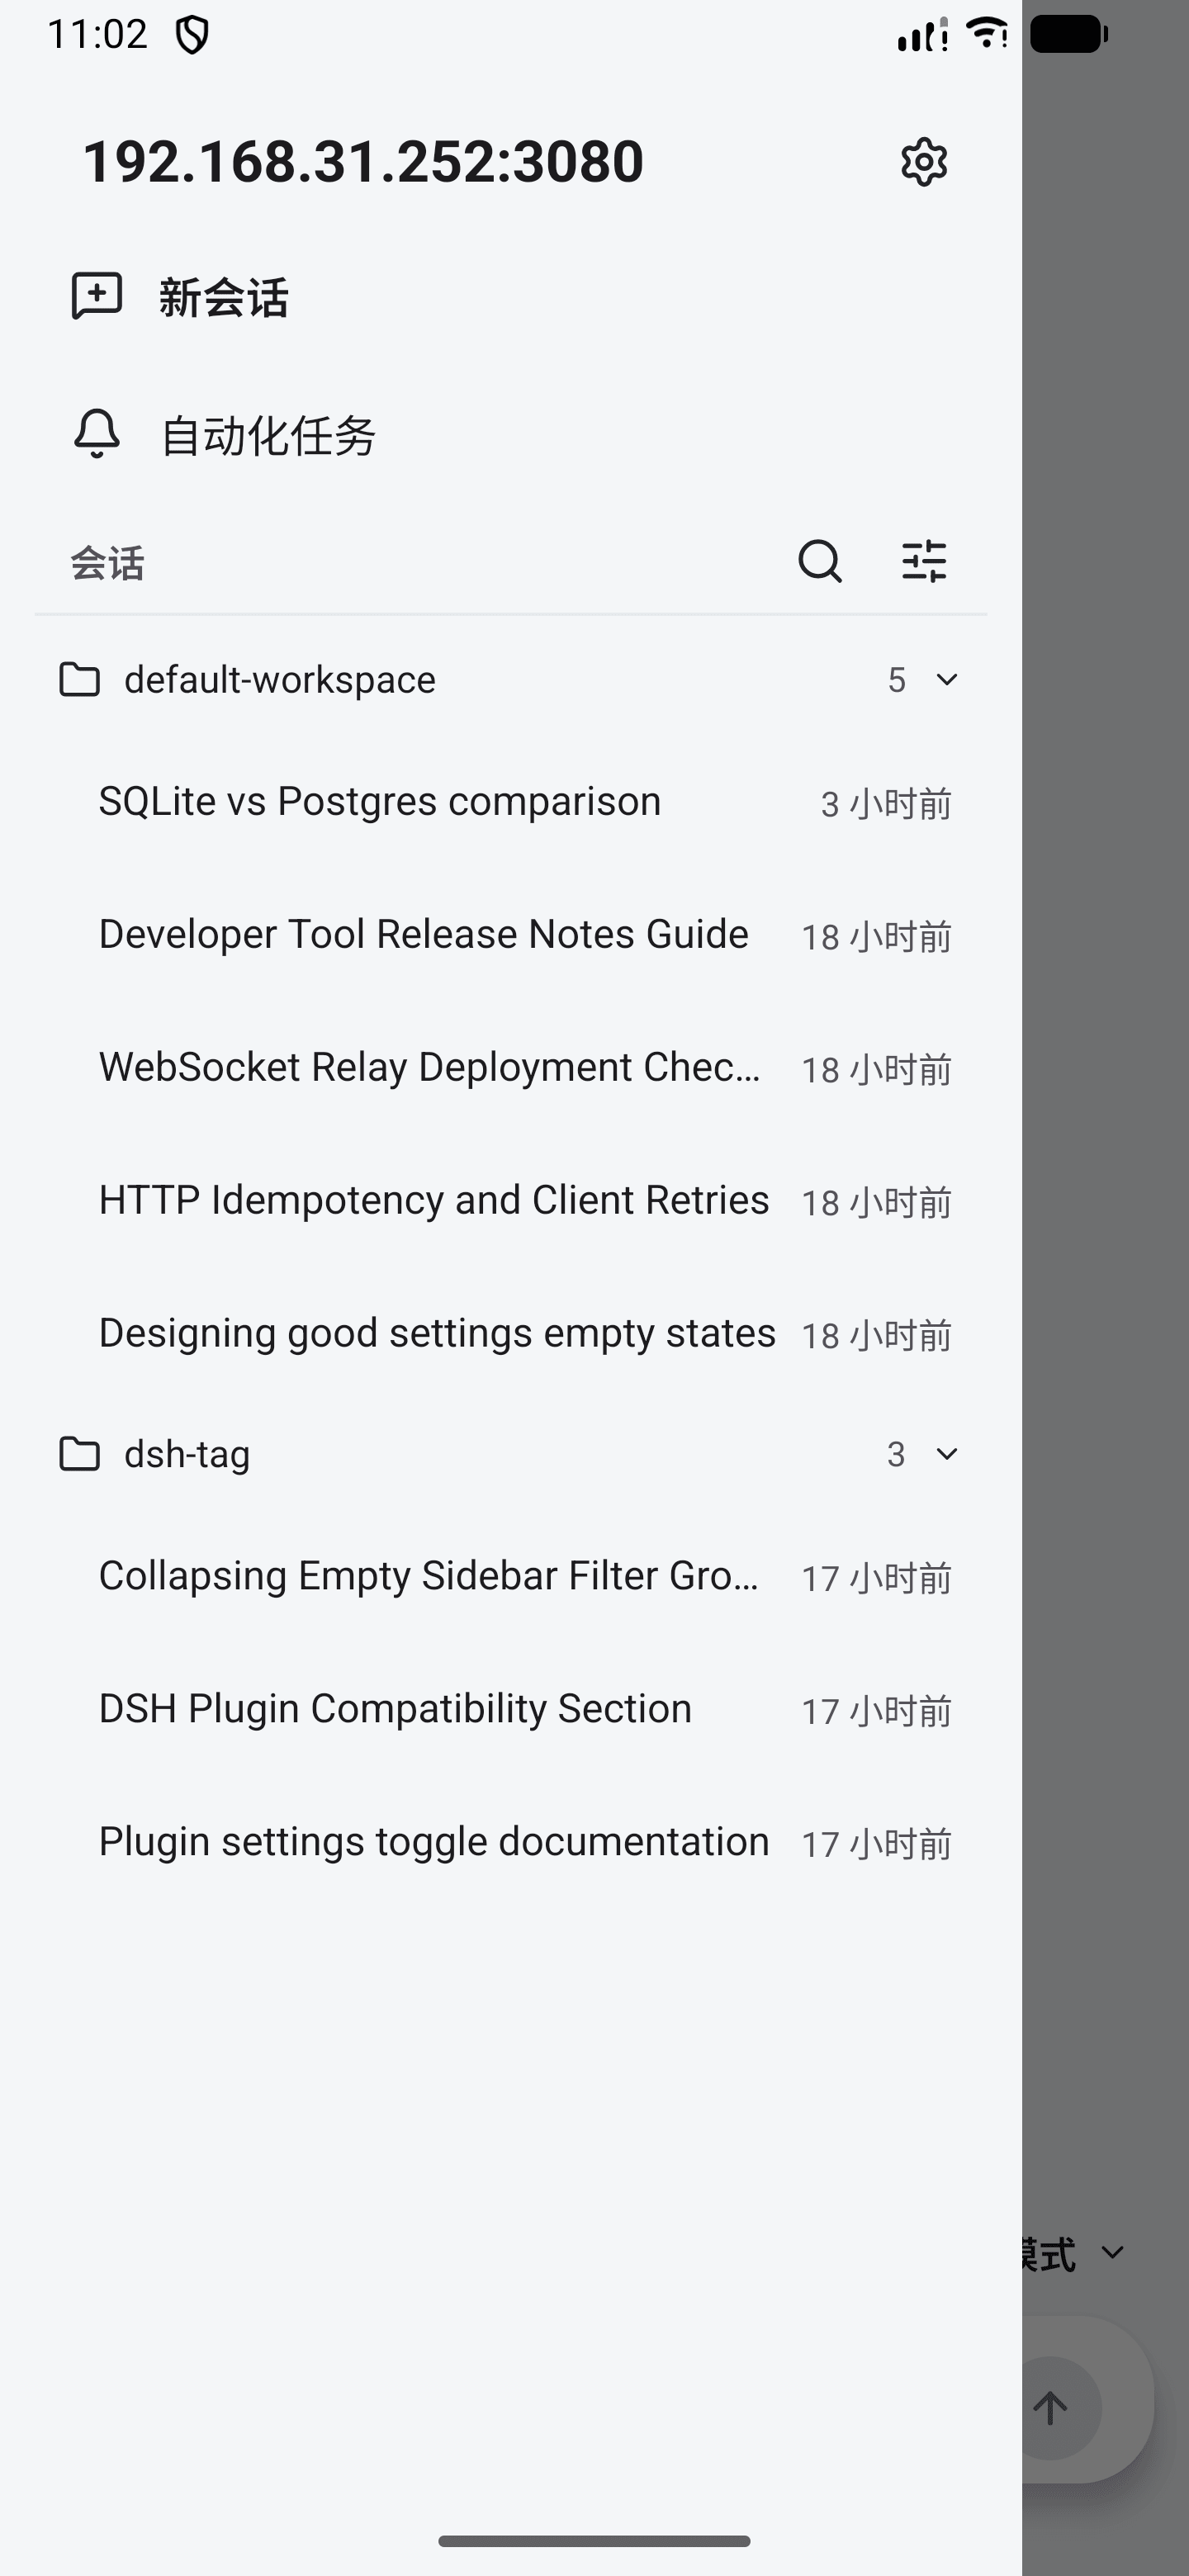 11:02
192.168.31.252:3080
新会话
自动化任务
会话
default-workspace 5
SQLite vs Postgres comparison 3 小时前
Developer Tool Release Notes Guide 18 小时前
WebSocket Relay Deployment Chec... 18 小时前
HTTP Idempotency and Client Retries 18 小时前
Designing good settings empty states 18 小时前
dsh-tag 3
Collapsing Empty Sidebar Filter Gro... 17 小时前
DSH Plugin Compatibility Section 17 小时前
Plugin settings toggle documentation 17 小时前
模式